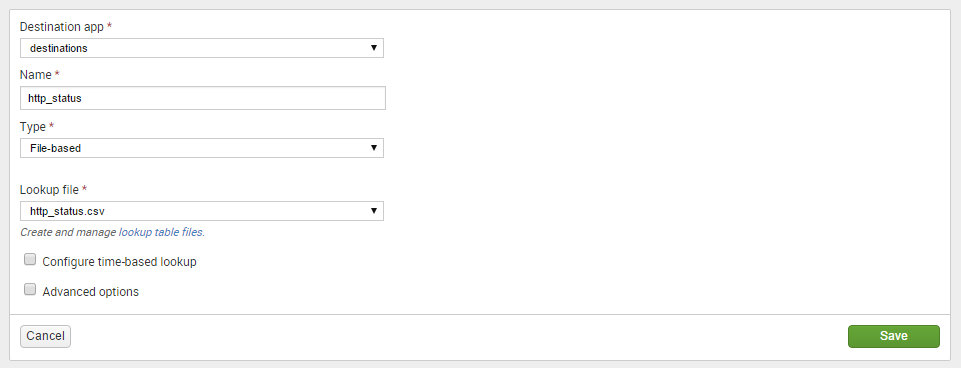 Destination app *
destinations
Name *
http_status
Type *
File-based
Lookup file *
http_status.csv
Create and manage lookup table files.
Configure time-based lookup
Advanced options
Cancel
Save